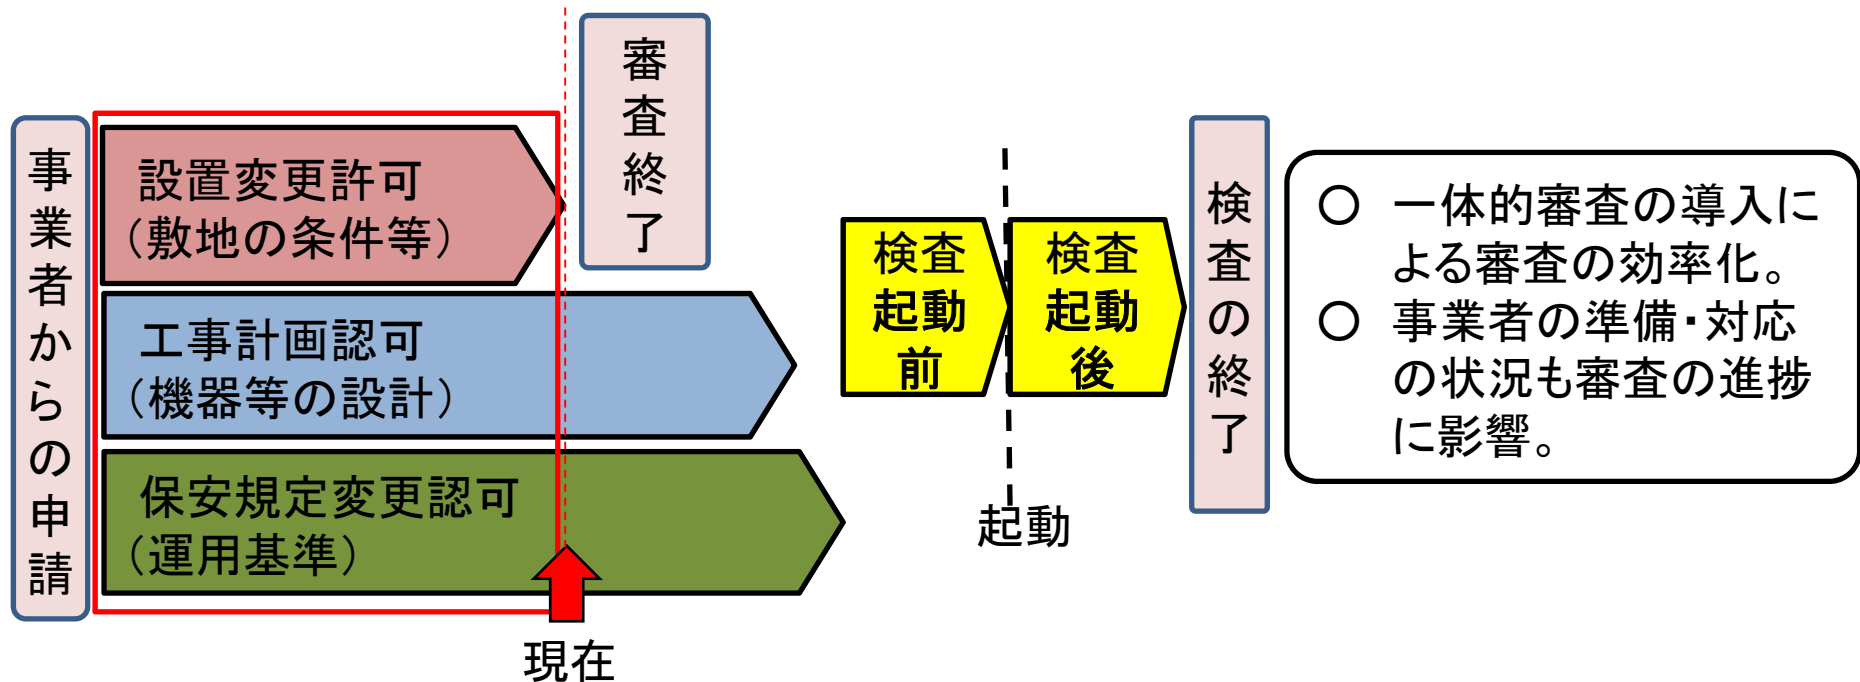 事業者からの申請
設置変更許可
（敷地の条件等）
工事計画認可
（機器等の設計）
保安規定変更認可
（運用基準）
現在
審査終了
検査
起動
前
検査
起動
後
起動
検査の終了
○ 一体的審査の導入に
よる審査の効率化。
○ 事業者の準備・対応
の状況も審査の進捗
に影響。